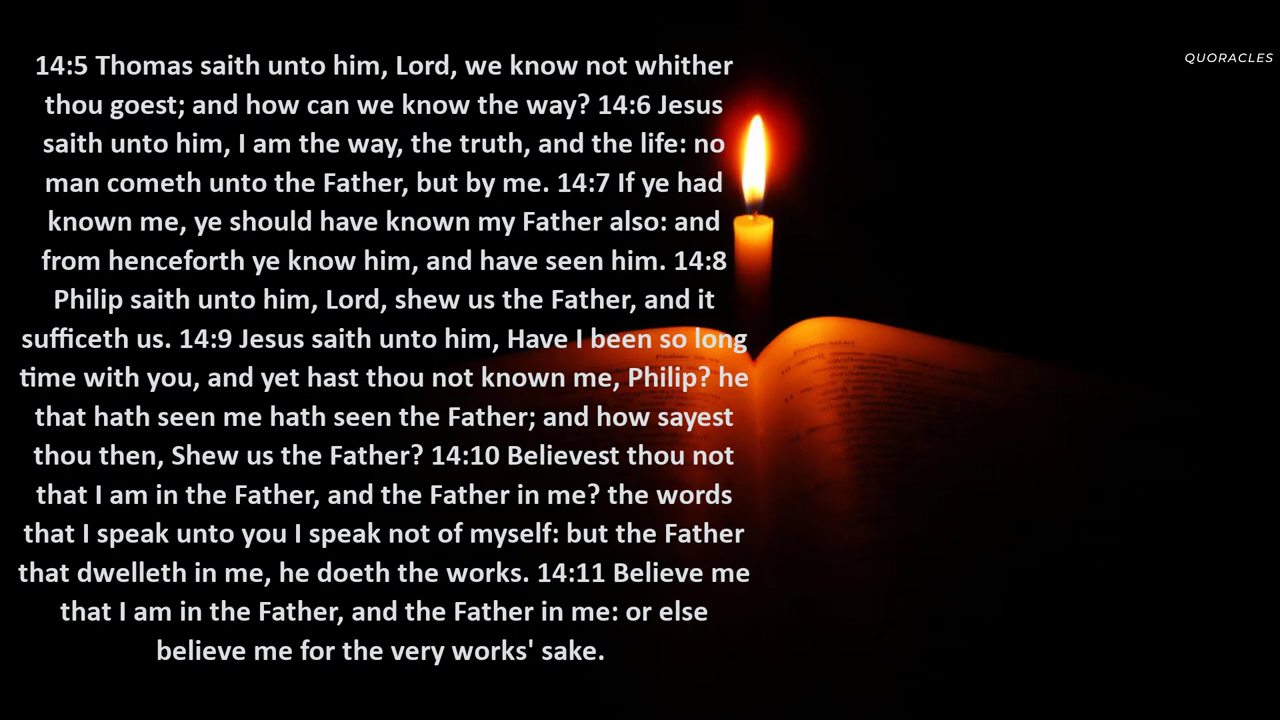 14:5 Thomas saith unto him, Lord, we know not whither
thou goest; and how can we know the way? 14:6 Jesus
saith unto him, I am the way, the truth, and the life: no
man cometh unto the Father, but by me. 14:7 If ye had
known me, ye should have known my Father also: and
from henceforth ye know him, and have seen him. 14:8
Philip saith unto him, Lord, shew us the Father, and it
sufficeth us. 14:9 Jesus saith unto him, Have I been so long
time with you, and yet hast thou not known me, Philip? he
that hath seen me hath seen the Father; and how sayest
thou then, Shew us the Father? 14:10 Believest thou not
that I am in the Father, and the Father in me? the words
that I speak unto you I speak not of myself: but the Father
that dwelleth in me, he doeth the works. 14:11 Believe me
that I am in the Father, and the Father in me: or else
believe me for the very works' sake.
QUORACLES